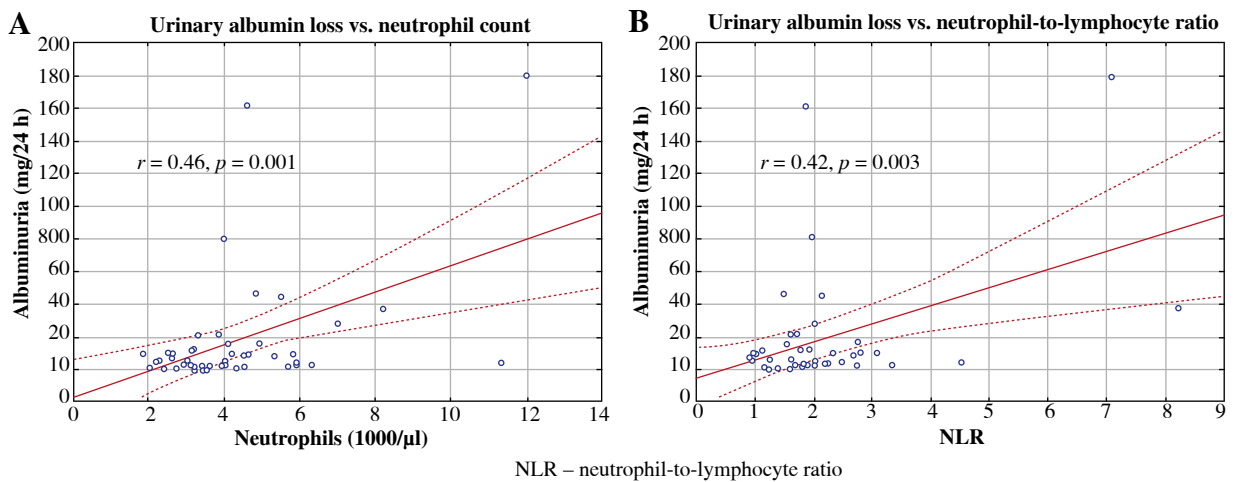 A
Urinary albumin loss vs. neutrophil count
Albuminuria (mg/24 h)
200
180
160
140
120
100
800
60
40
20
10
0
r = 0.46, p = 0.001
0 2 4 6 8 10 12 14
Neutrophils (1000/µl)
B
Urinary albumin loss vs. neutrophil-to-lymphocyte ratio
Albuminuria (mg/24 h)
200
180
160
140
120
100
800
60
40
20
10
0
r = 0.42, p = 0.003
0 1 2 3 4 5 6 7 8 9
NLR
NLR – neutrophil-to-lymphocyte ratio